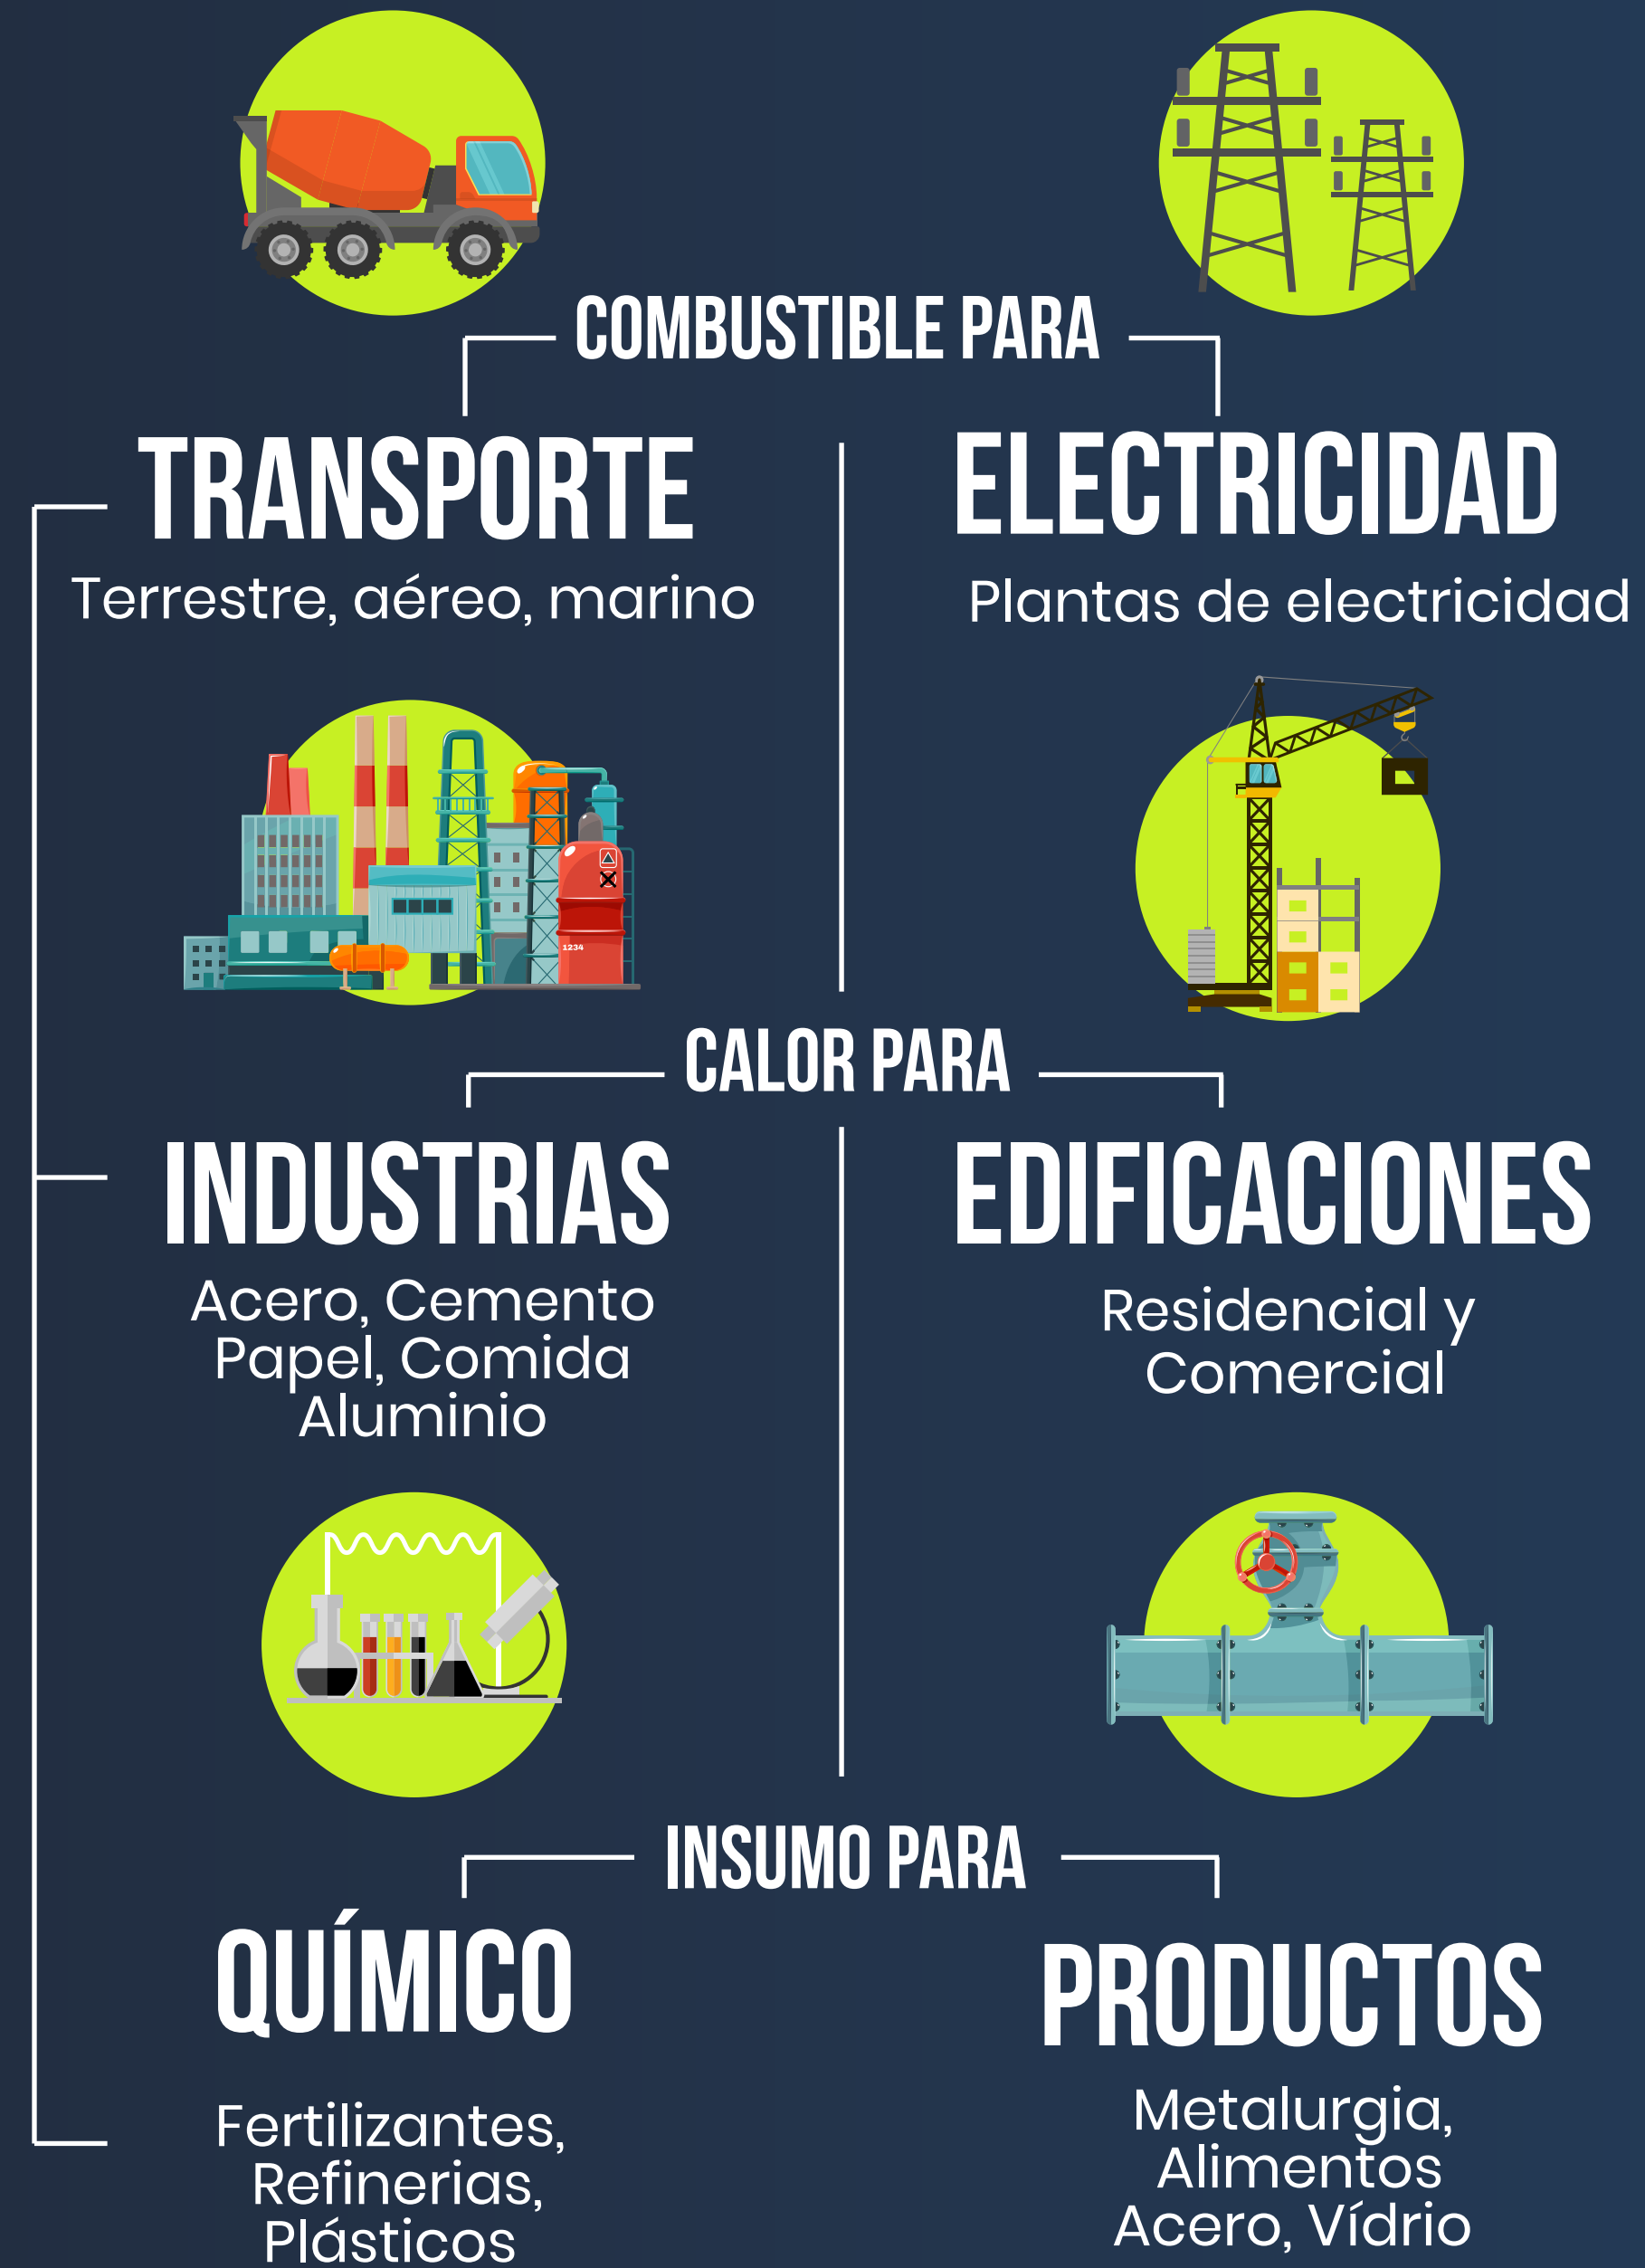 COMBUSTIBLE PARA
TRANSPORTE
Terrestre, aéreo, marino
ELECTRICIDAD
Plantas de electricidad
1234
CALOR PARA
INDUSTRIAS
Acero, Cemento
Papel, Comida
Aluminio
EDIFICACIONES
Residencial y
Comercial
INSUMO PARA
QUÍMICO
Fertilizantes,
Refinerias,
Plásticos
PRODUCTOS
Metalurgia,
Alimentos
Acero, Vídrio